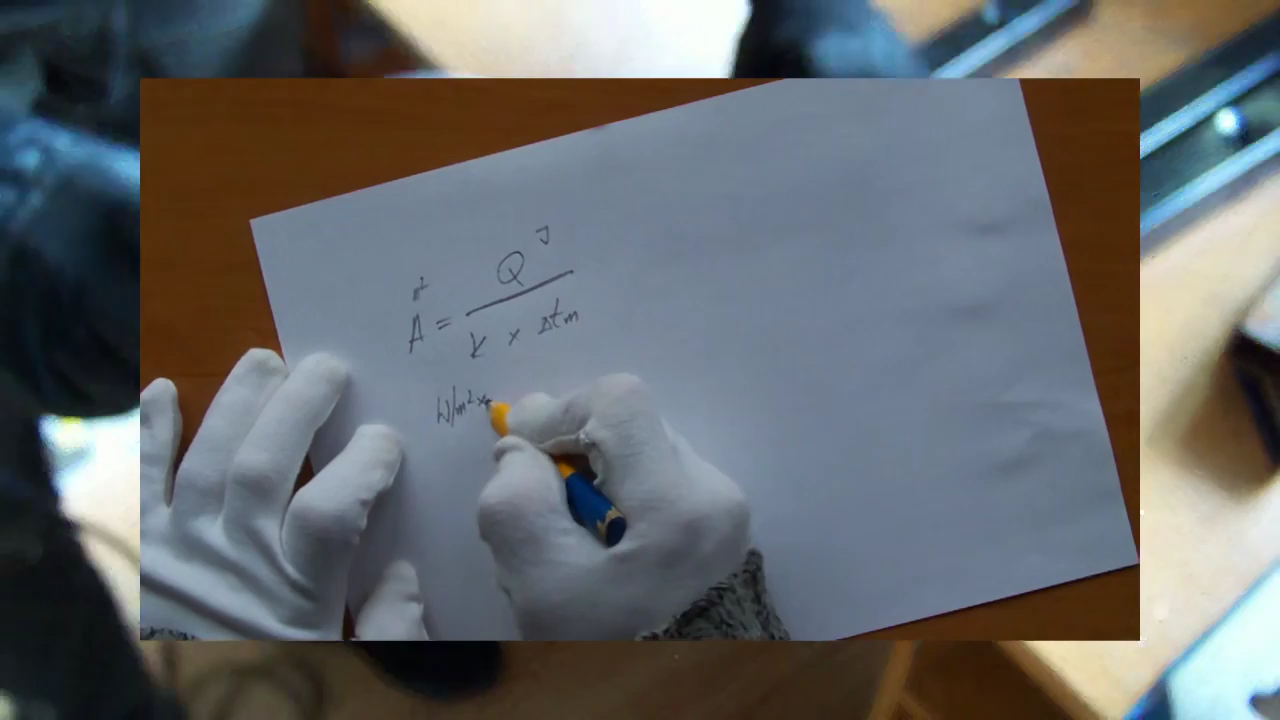 m² Q J
A = ─────
k x Δtm
W/m² x